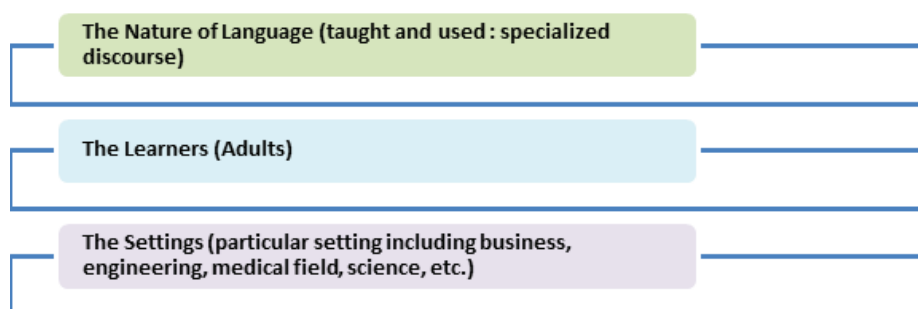 The Nature of Language (taught and used : specialized
discourse)
The Learners (Adults)
The Settings (particular setting including business,
engineering, medical field, science, etc.)